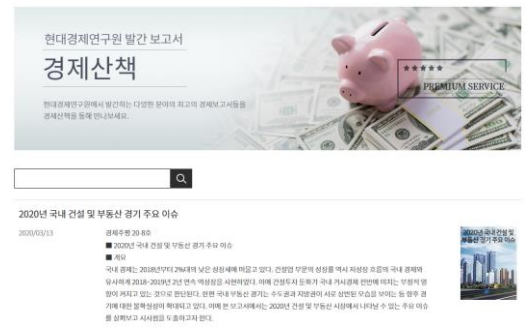 현대경제연구원 발간 보고서
경제산책
현대경제연구원에서 발간하는 다양한 분야의 최고의 경제보고서들을
경제산책을 통해 만나보세요.
★★★★★
PREMIUM SERVICE
2020년 국내 건설 및 부동산 경기 주요 이슈
2020/03/13
경제주평 20-8호
■ 2020년 국내 건설 및 부동산 경기 주요 이슈
■ 개요
국내 경제는 2018년부터 2%대의 낮은 성장세에 머물고 있다. 건설업 부문의 성장률 역시 저성장 흐름의 국내 경제와
유사하게 2018~2019년 2년 연속 역성장을 시현하였다. 이에 건설투자 둔화가 국내 거시경제 전반에 미치는 부정적 영
향이 커지고 있는 것으로 판단된다. 한편 국내 부동산 경기는 수도권과 지방권이 서로 상반된 모습을 보이는 등 향후 경
기에 대한 불확실성이 확대되고 있다. 이에 본 보고서에서는 2020년 건설 및 부동산 시장에서 나타날 수 있는 주요 이슈
를 살펴보고 시사점을 도출하고자 한다.
2020년 국내 건설 및
부동산 경기 주요 이슈